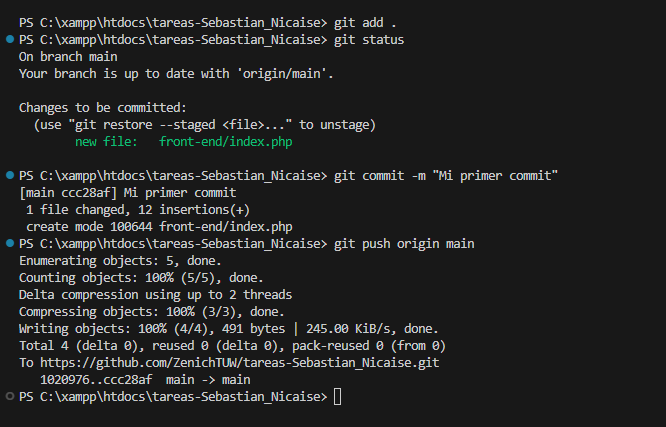 PS C:\xampp\htdocs\tareas-Sebastian_Nicaise> git add .
PS C:\xampp\htdocs\tareas-Sebastian_Nicaise> git status
On branch main
Your branch is up to date with 'origin/main'.
Changes to be committed:
(use "git restore --staged <file>..." to unstage)
new file:   front-end/index.php
PS C:\xampp\htdocs\tareas-Sebastian_Nicaise> git commit -m "Mi primer commit"
[main ccc28af] Mi primer commit
1 file changed, 12 insertions(+)
create mode 100644 front-end/index.php
PS C:\xampp\htdocs\tareas-Sebastian_Nicaise> git push origin main
Enumerating objects: 5, done.
Counting objects: 100% (5/5), done.
Delta compression using up to 2 threads
Compressing objects: 100% (3/3), done.
Writing objects: 100% (4/4), 491 bytes | 245.00 KiB/s, done.
Total 4 (delta 0), reused 0 (delta 0), pack-reused 0 (from 0)
To https://github.com/ZenichTUW/tareas-Sebastian_Nicaise.git
1020976..ccc28af  main -> main
PS C:\xampp\htdocs\tareas-Sebastian_Nicaise>